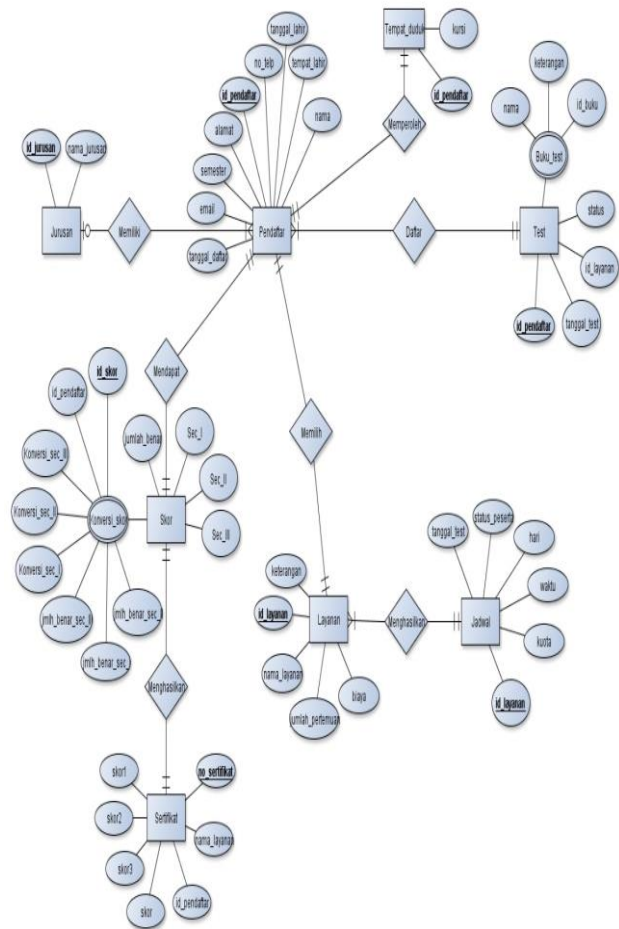 tanggal_lahir
no_telp
tempat_lahir
id_pendaftar
nama
alamat
semester
email
tanggal_daftar
Tempat_duduk
kursi
id_pendaftar
Memperoleh
keterangan
nama
id_buku
Buku_test
id_jurusan
nama_jurusan
Jurusan
Memiliki
Pendaftar
Daftar
Test
status
id_layanan
tanggal_test
id_pendaftar
Mendapat
Memilih
id_skor
id_pendaftar
Konversi_sec_III
Konversi_sec_II
Konversi_sec_I
Konversi_skor
jmlh_benar_sec_III
jmlh_benar_sec_I
jmlh_benar_sec_II
jumlah_benar
Sec_I
Sec_II
Sec_III
Skor
Menghasilkan
keterangan
id_layanan
nama_layanan
jumlah_pertemuan
biaya
Layanan
Menghasilkan
Jadwal
tanggal_test
status_peserta
hari
waktu
kuota
id_layanan
skor1
skor2
skor3
skor
id_pendaftar
nama_layanan
no_sertifikat
Sertifikat